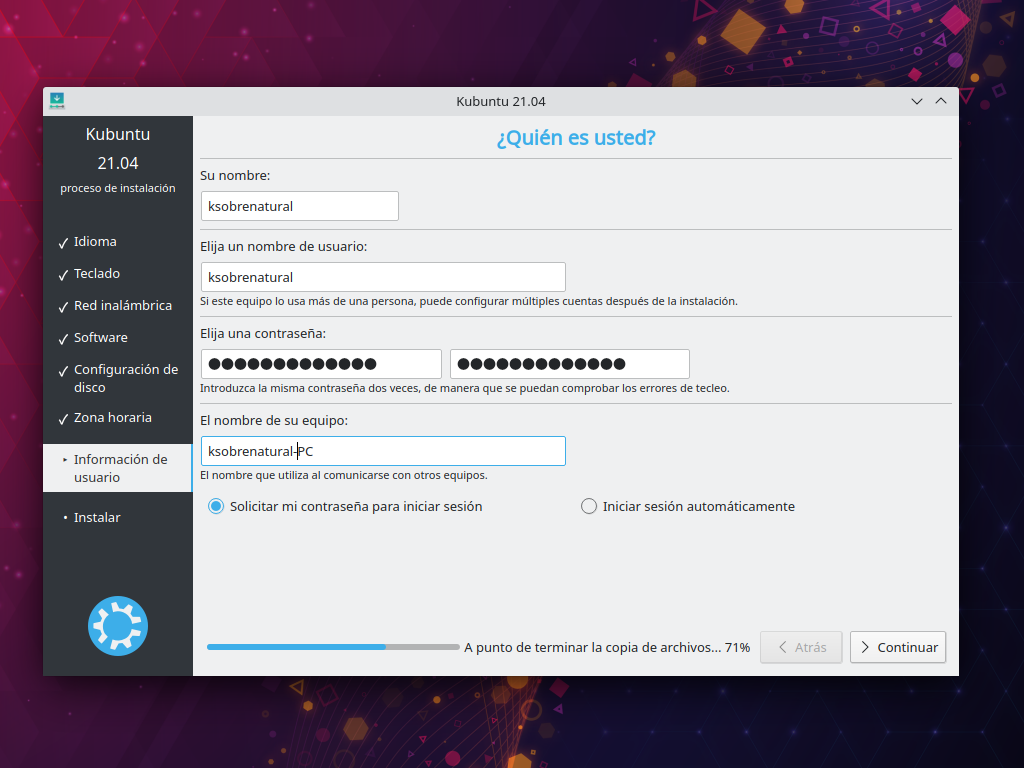 Kubuntu 21.04
Kubuntu
21.04
proceso de instalación
Idioma
Teclado
Red inalámbrica
Software
Configuración de
disco
Zona horaria
Información de
usuario
Instalar
¿Quién es usted?
Su nombre:
ksobrenatural
Elija un nombre de usuario:
ksobrenatural
Si este equipo lo usa más de una persona, puede configurar múltiples cuentas después de la instalación.
Elija una contraseña:
●●●●●●●●●●●●● ●●●●●●●●●●●●●
Introduzca la misma contraseña dos veces, de manera que se puedan comprobar los errores de tecleo.
El nombre de su equipo:
ksobrenatural-PC
El nombre que utiliza al comunicarse con otros equipos.
Solicitar mi contraseña para iniciar sesión Iniciar sesión automáticamente
A punto de terminar la copia de archivos... 71% Atrás Continuar